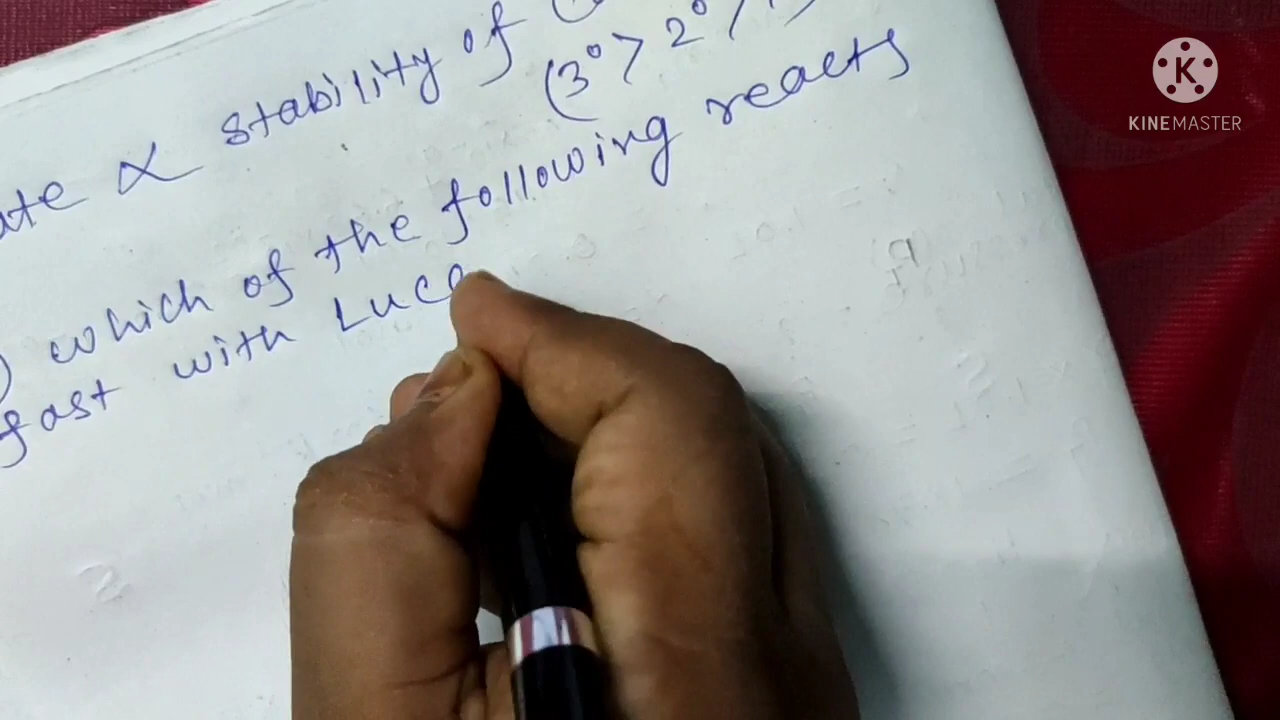 ate ∝ stability of
(3° > 2° >
) which of the following reacts
fast with Luc
K
KINEMASTER